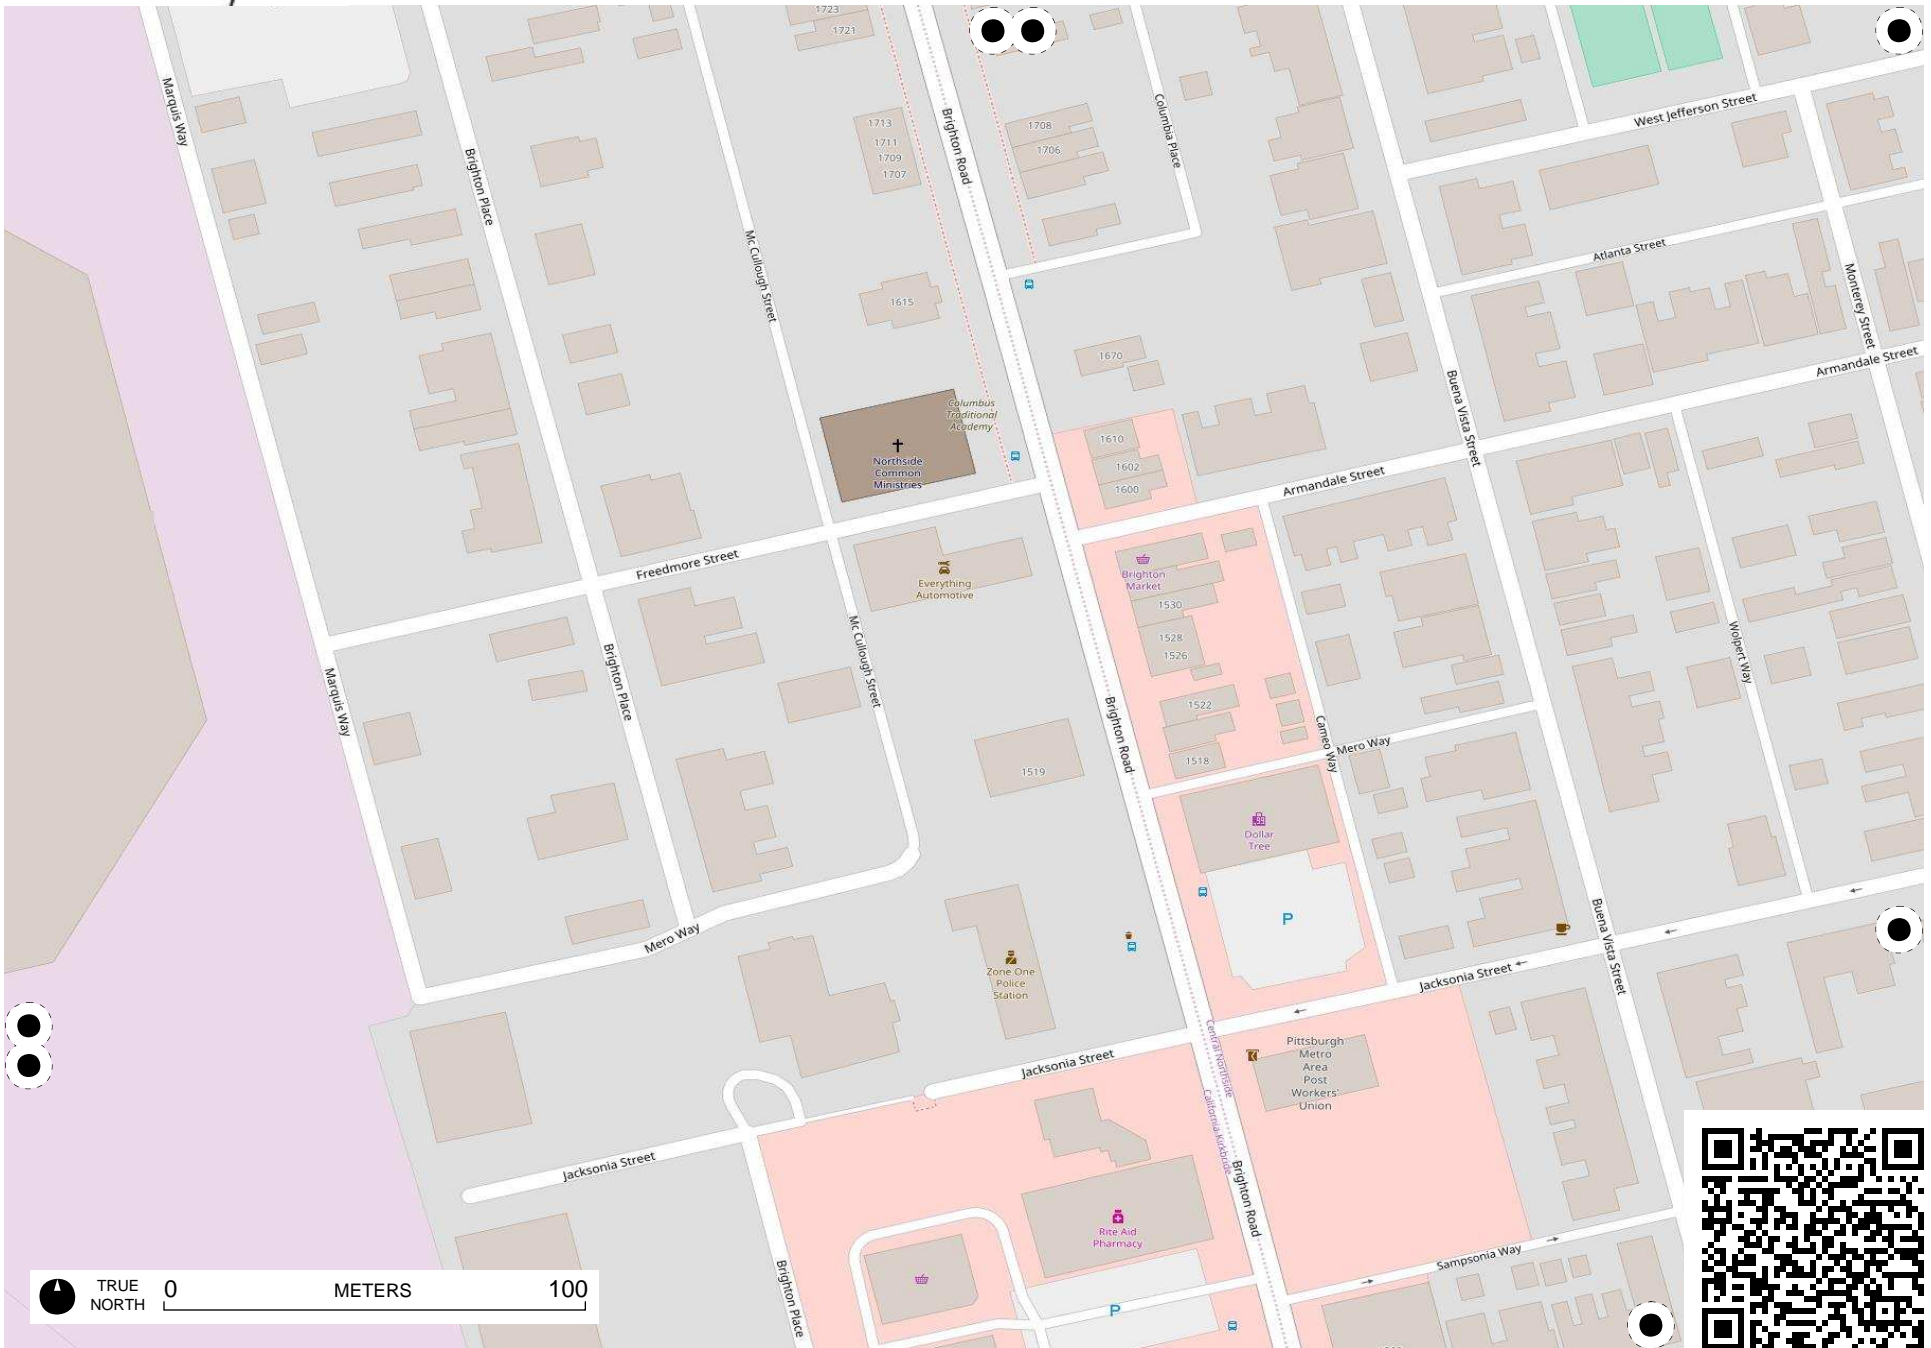 1723
1721
Marquis Way
Brighton Place
Mc Cullough Street
1713
1711
1709
1707
Brighton Road
1708
1706
Columbia Place
West Jefferson Street
Atlanta Street
Monterey Street
Armandale Street
Buena Vista Street
1615
1670
Columbus
Traditional
Academy
Northside
Common
Ministries
1610
1602
1600
Armandale Street
Freedmore Street
Everything
Automotive
Brighton
Market
1530
1528
1526
1522
1518
Mc Cullough Street
Brighton Place
Marquis Way
Brighton Road
Cameo Way
Mero Way
Wolpert Way
1519
Dollar
Tree
P
Mero Way
Zone One
Police
Station
Buena Vista Street
Jacksonia Street
Central Northside
California-Kirkbride
Pittsburgh
Metro
Area
Post
Workers'
Union
Jacksonia Street
Jacksonia Street
Rite Aid
Pharmacy
Brighton Road
Sampsonia Way
Brighton Place
P
TRUE
NORTH
0 METERS 100